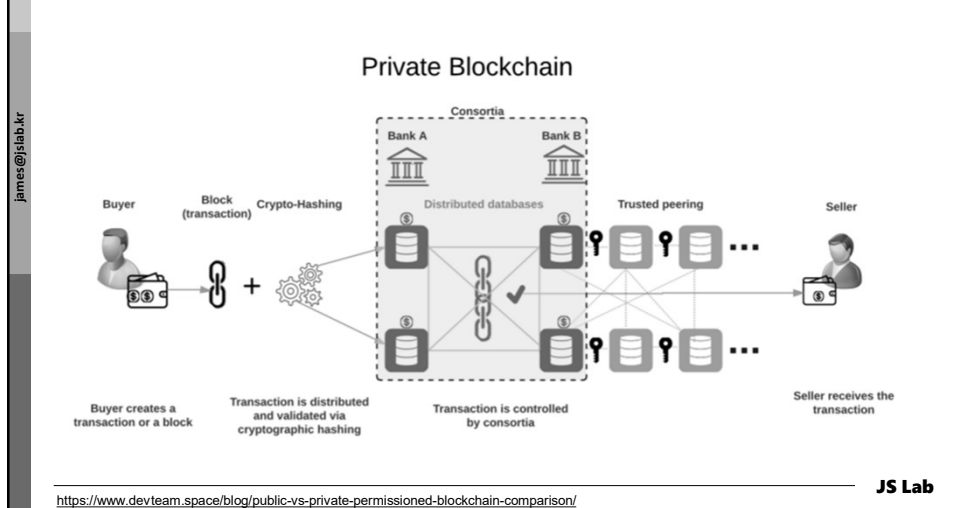 james@jslab.kr
Private Blockchain
Consortia
Bank A
Bank B
Buyer
Block
(transaction)
Crypto-Hashing
Distributed databases
Trusted peering
Seller
Buyer creates a
transaction or a block
Transaction is distributed
and validated via
cryptographic hashing
Transaction is controlled
by consortia
Seller receives the
transaction
https://www.devteam.space/blog/public-vs-private-permissioned-blockchain-comparison/
JS Lab